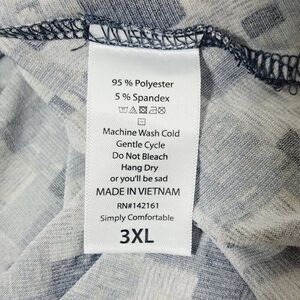 95 % Polyester
5 % Spandex
Machine Wash Cold
Gentle Cycle
Do Not Bleach
Hang Dry
or you'll be sad
MADE IN VIETNAM
RN#142161
Simply Comfortable
3XL